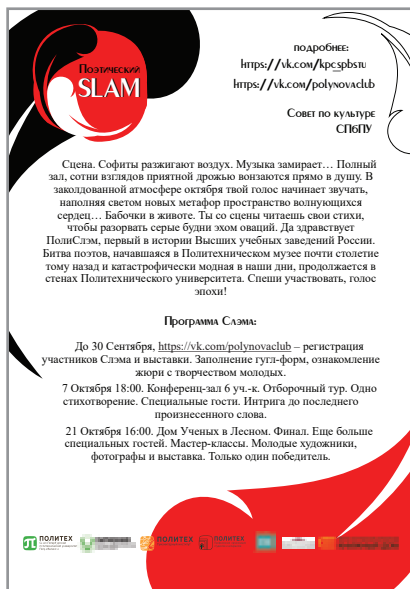 Поэтический
SLAM
подробнее:
https://vk.com/kpc_spbstu
https://vk.com/polynovaclub
Совет по культуре
СПбПУ
Сцена. Софиты разжигают воздух. Музыка замирает… Полный
зал, сотни взглядов приятной дрожью вонзаются прямо в душу. В
заколдованной атмосфере октября твой голос начинает звучать,
наполняя светом новых метафор пространство волнующихся
сердец… Бабочки в животе. Ты со сцены читаешь свои стихи,
чтобы разорвать серые будни эхом оваций. Да здравствует
ПолиСлэм, первый в истории Высших учебных заведений России.
Битва поэтов, начавшаяся в Политехническом музее почти столетие
тому назад и катастрофически модная в наши дни, продолжается в
стенах Политехнического университета. Спеши участвовать, голос
эпохи!
Программа Слэма:
До 30 Сентября, https://vk.com/polynovaclub – регистрация
участников Слэма и выставки. Заполнение гугл-форм, ознакомление
жюри с творчеством молодых.
7 Октября 18:00. Конференц-зал 6 уч.-к. Отборочный тур. Одно
стихотворение. Специальные гости. Интрига до последнего
произнесенного слова.
21 Октября 16:00. Дом Ученых в Лесном. Финал. Еще больше
специальных гостей. Мастер-классы. Молодые художники,
фотографы и выставка. Только один победитель.
ПОЛИТЕХ
ПОЛИТЕХ
ПОЛИТЕХ